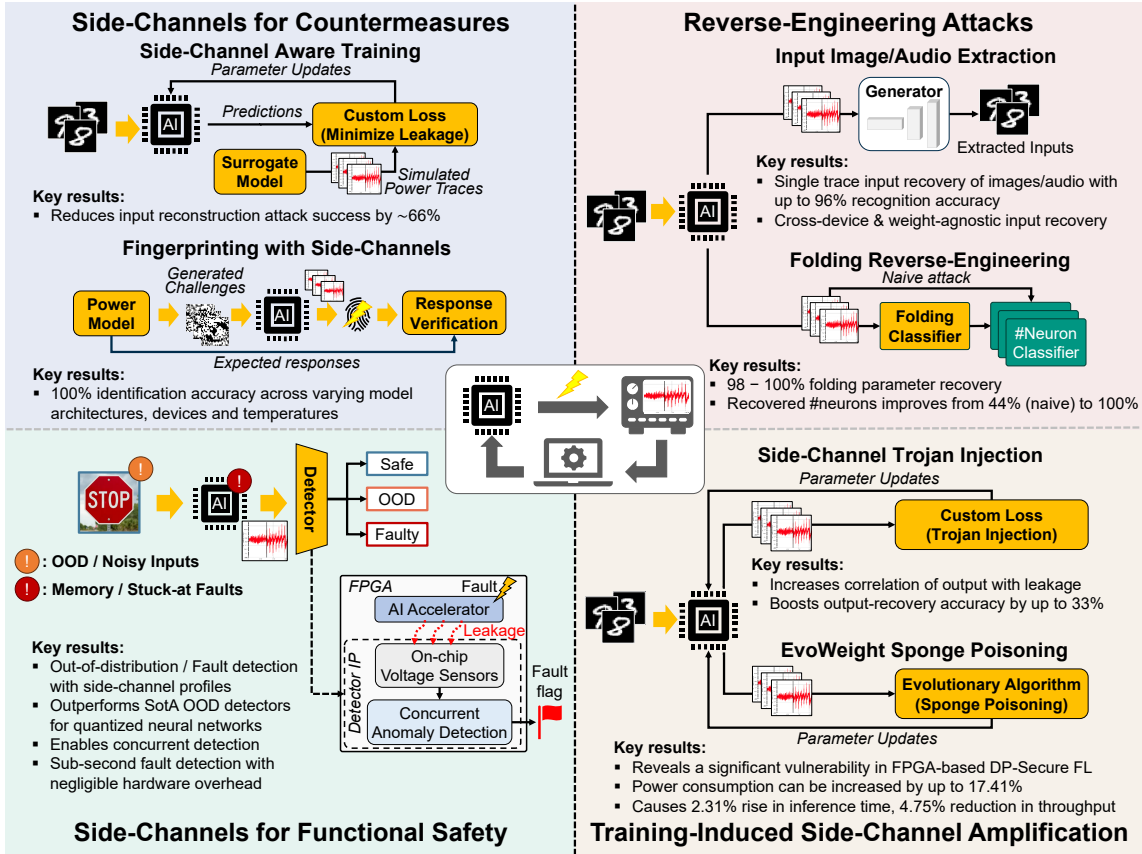 Side-Channels for Countermeasures
Side-Channel Aware Training
Parameter Updates
AI
Predictions
Custom Loss
(Minimize Leakage)
Surrogate
Model
Simulated
Power Traces
Key results:
▪ Reduces input reconstruction attack success by ~66%
Fingerprinting with Side-Channels
Generated
Challenges
Power
Model
AI
Response
Verification
Expected responses
Key results:
▪ 100% identification accuracy across varying model
architectures, devices and temperatures
Reverse-Engineering Attacks
Input Image/Audio Extraction
Generator
Extracted Inputs
Key results:
▪ Single trace input recovery of images/audio with
up to 96% recognition accuracy
▪ Cross-device & weight-agnostic input recovery
AI
Folding Reverse-Engineering
Naive attack
Folding
Classifier
#Neuron
Classifier
Key results:
▪ 98 – 100% folding parameter recovery
▪ Recovered #neurons improves from 44% (naive) to 100%
AI
STOP
!
AI
!
Detector
Safe
OOD
Faulty
! : OOD / Noisy Inputs
! : Memory / Stuck-at Faults
FPGA
Fault
AI Accelerator
Leakage
Detector IP
On-chip
Voltage Sensors
Concurrent
Anomaly Detection
Fault
flag
Key results:
▪ Out-of-distribution / Fault detection
with side-channel profiles
▪ Outperforms SotA OOD detectors
for quantized neural networks
▪ Enables concurrent detection
▪ Sub-second fault detection with
negligible hardware overhead
Side-Channels for Functional Safety
Side-Channel Trojan Injection
Parameter Updates
Custom Loss
(Trojan Injection)
Key results:
▪ Increases correlation of output with leakage
▪ Boosts output-recovery accuracy by up to 33%
AI
EvoWeight Sponge Poisoning
Evolutionary Algorithm
(Sponge Poisoning)
Parameter Updates
Key results:
▪ Reveals a significant vulnerability in FPGA-based DP-Secure FL
▪ Power consumption can be increased by up to 17.41%
▪ Causes 2.31% rise in inference time, 4.75% reduction in throughput
Training-Induced Side-Channel Amplification